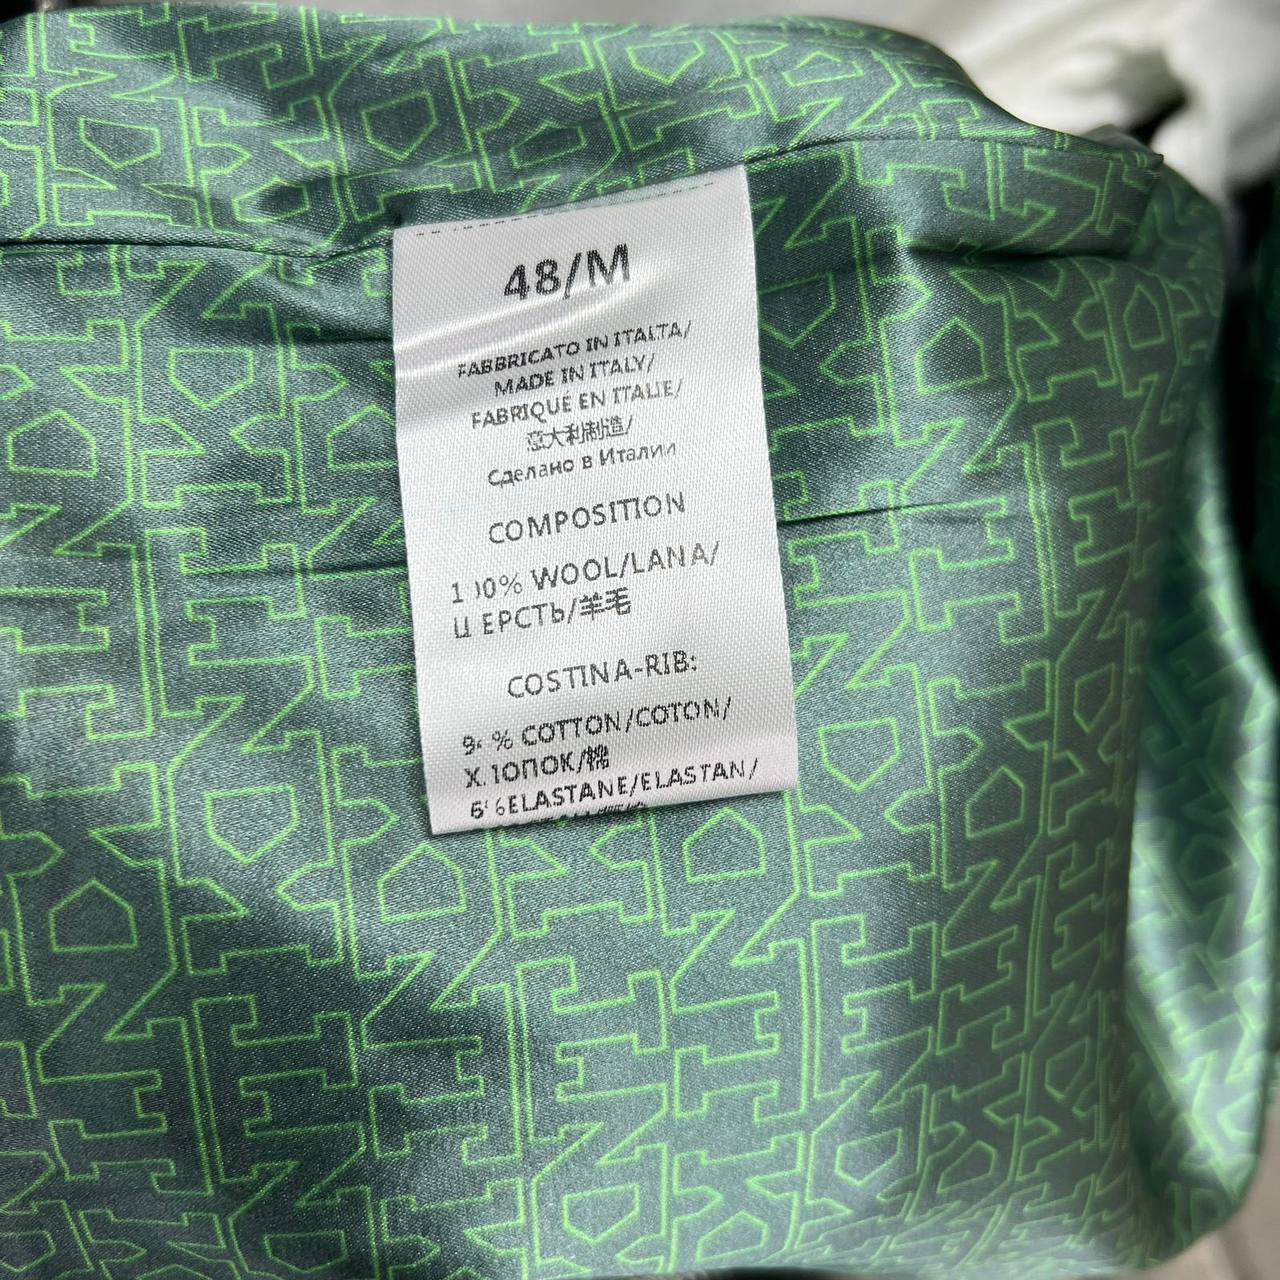 48/M
FABBRICATO IN ITALTA/
MADE IN ITALY/
FABRIQUE EN ITALIE/
意大利制造/
Сделано в Италии
COMPOSITION
100% WOOL/LANA/
ШЕРСТЬ/羊毛
COSTINA-RIB:
% COTTON/COTON/
ХЛОПОК/棉
ELASTANE/ELASTAN/